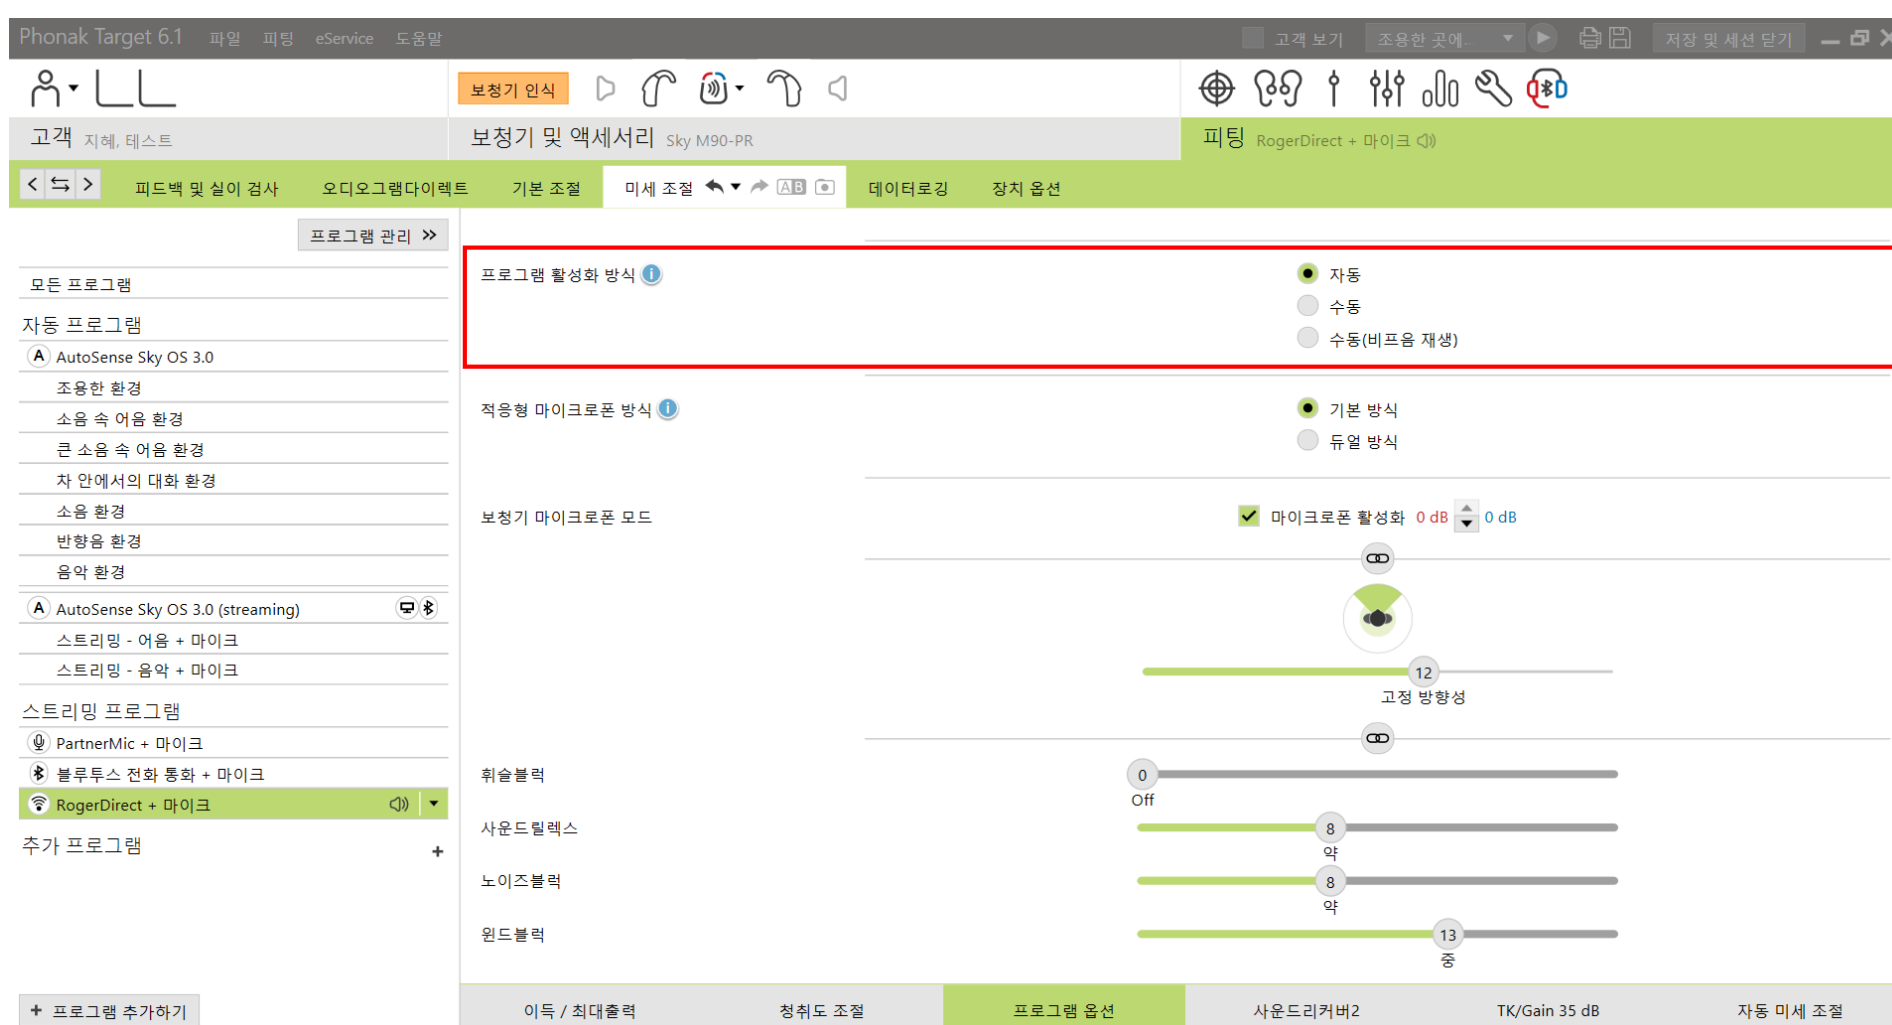 Phonak Target 6.1 파일 피팅 eService 도움말 고객 보기 조용한 곳에... 저장 및 세션 닫기
보청기 인식
고객 지혜, 테스트 보청기 및 액세서리 Sky M90-PR 피팅 RogerDirect + 마이크
피드백 및 실이 검사 오디오그램다이렉트 기본 조절 미세 조절 AB 데이터로깅 장치 옵션
프로그램 관리
모든 프로그램
자동 프로그램
A AutoSense Sky OS 3.0
조용한 환경
소음 속 어음 환경
큰 소음 속 어음 환경
차 안에서의 대화 환경
소음 환경
반향음 환경
음악 환경
A AutoSense Sky OS 3.0 (streaming)
스트리밍 - 어음 + 마이크
스트리밍 - 음악 + 마이크
스트리밍 프로그램
PartnerMic + 마이크
블루투스 전화 통화 + 마이크
RogerDirect + 마이크
추가 프로그램 +
+ 프로그램 추가하기
프로그램 활성화 방식 자동
수동
수동(비프음 재생)
적응형 마이크로폰 방식 기본 방식
듀얼 방식
보청기 마이크로폰 모드 마이크로폰 활성화 0 dB 0 dB
12
고정 방향성
휘슬블럭 0
Off
사운드릴렉스 8
약
노이즈블럭 8
약
윈드블럭 13
중
이득 / 최대출력 청취도 조절 프로그램 옵션 사운드리커버2 TK/Gain 35 dB 자동 미세 조절